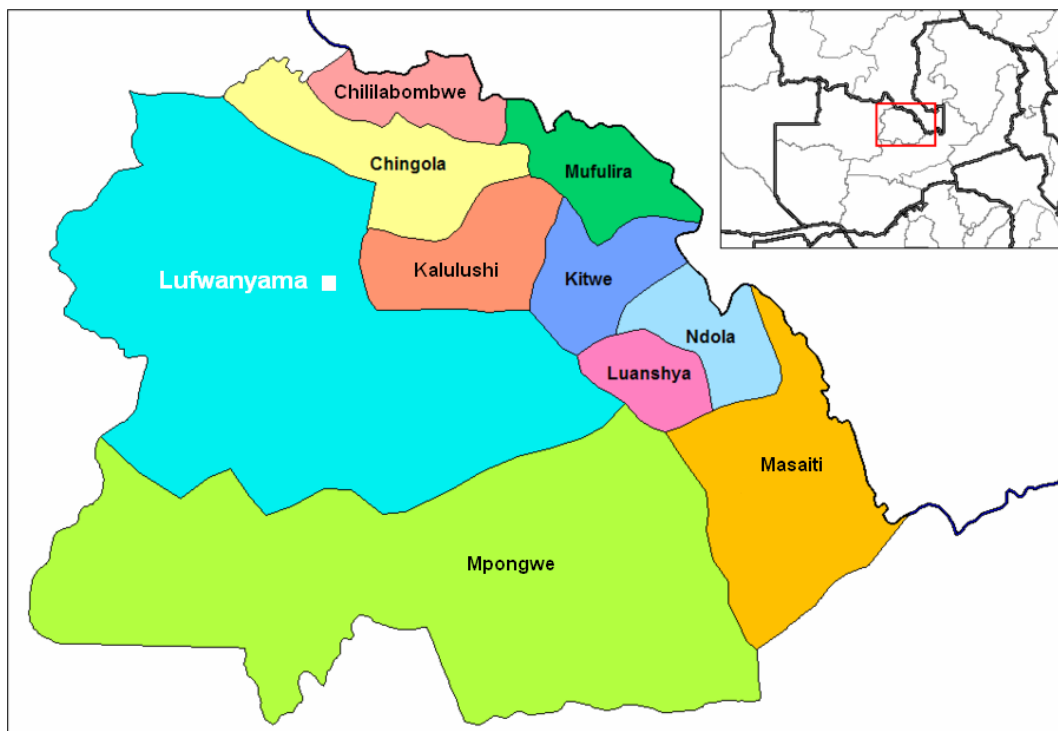 Chililabombwe
Chingola
Mufulira
Kalulushi
Kitwe
Lufwanyama
Ndola
Luanshya
Masaiti
Mpongwe